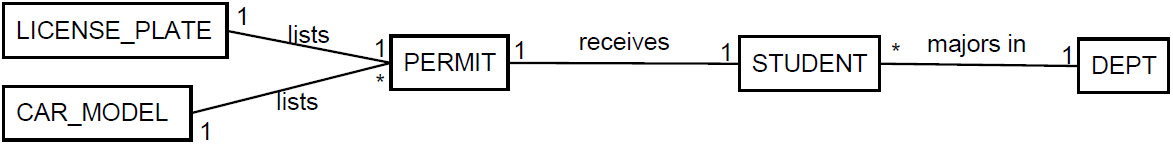 LICENSE_PLATE
1
lists
1
PERMIT
*
lists
CAR_MODEL
1
1
receives
1
STUDENT
*
majors in
1
DEPT